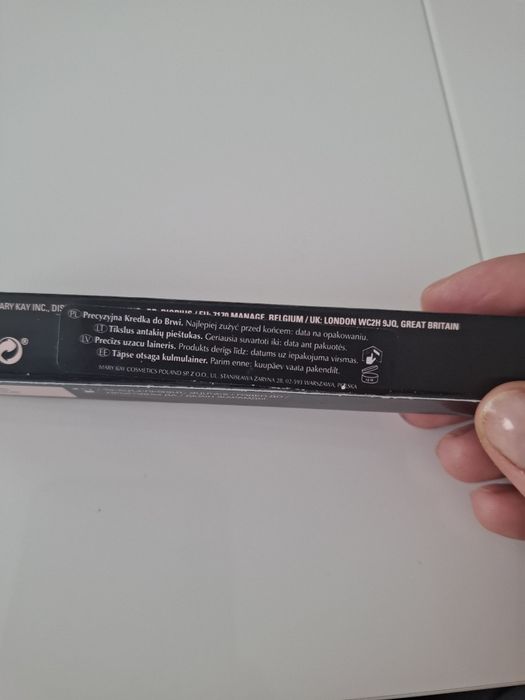 ARY KAY INC.,
MANAGE, BELGIUM / UK: LONDON WC2H 9JQ, GREAT BRITAIN
PL Precyzyjna Kredka do Brwi. Najlepiej zużyć przed końcem: data na opakowaniu.
LT Tikslus antakių pieštukas. Geriausia suvartoti iki: data ant pakuotės.
LV Precīzs uzacu laineris. Produkts derīgs līdz: datums uz iepakojuma virsmas.
EE Täpse otsaga kulmulainer. Parim enne: kuupäev vaata pakendilt.
MARY KAY COSMETICS POLAND SP. Z O.O., UL. STANISŁAWA ZARYNA 2B, 02-593 WARSZAWA, POLSKA